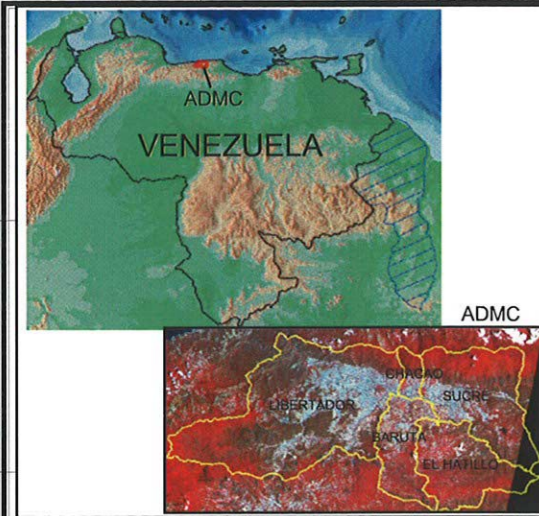 ADMC
VENEZUELA
ADMC
CHACAO
LIBERTADOR
SUCRE
BARUTA
EL HATILLO